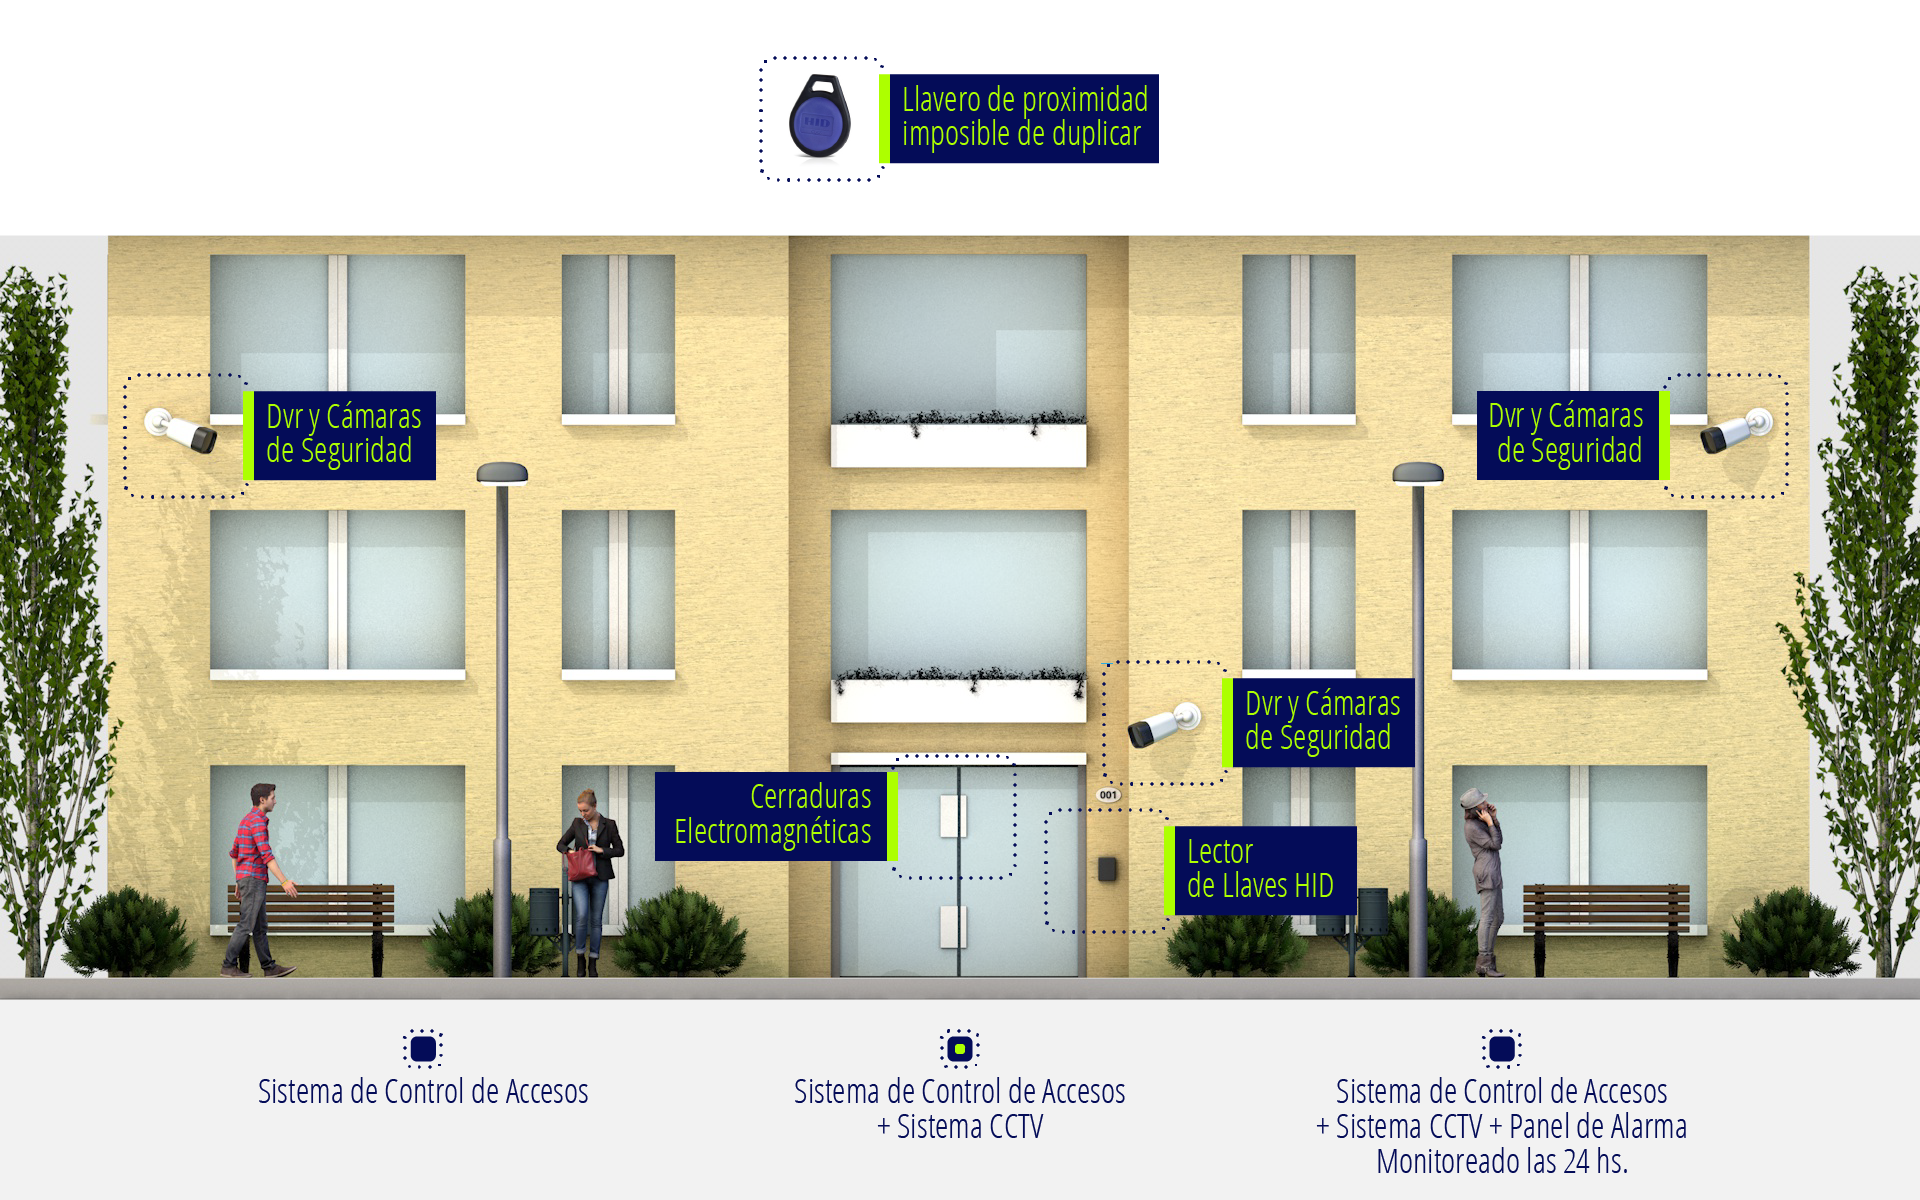 HID
Llavero de proximidad
imposible de duplicar
Dvr y Cámaras
de Seguridad
Dvr y Cámaras
de Seguridad
Dvr y Cámaras
de Seguridad
Cerraduras
Electromagnéticas
001
Lector
de Llaves HID
Sistema de Control de Accesos
Sistema de Control de Accesos
+ Sistema CCTV
Sistema de Control de Accesos
+ Sistema CCTV + Panel de Alarma
Monitoreado las 24 hs.